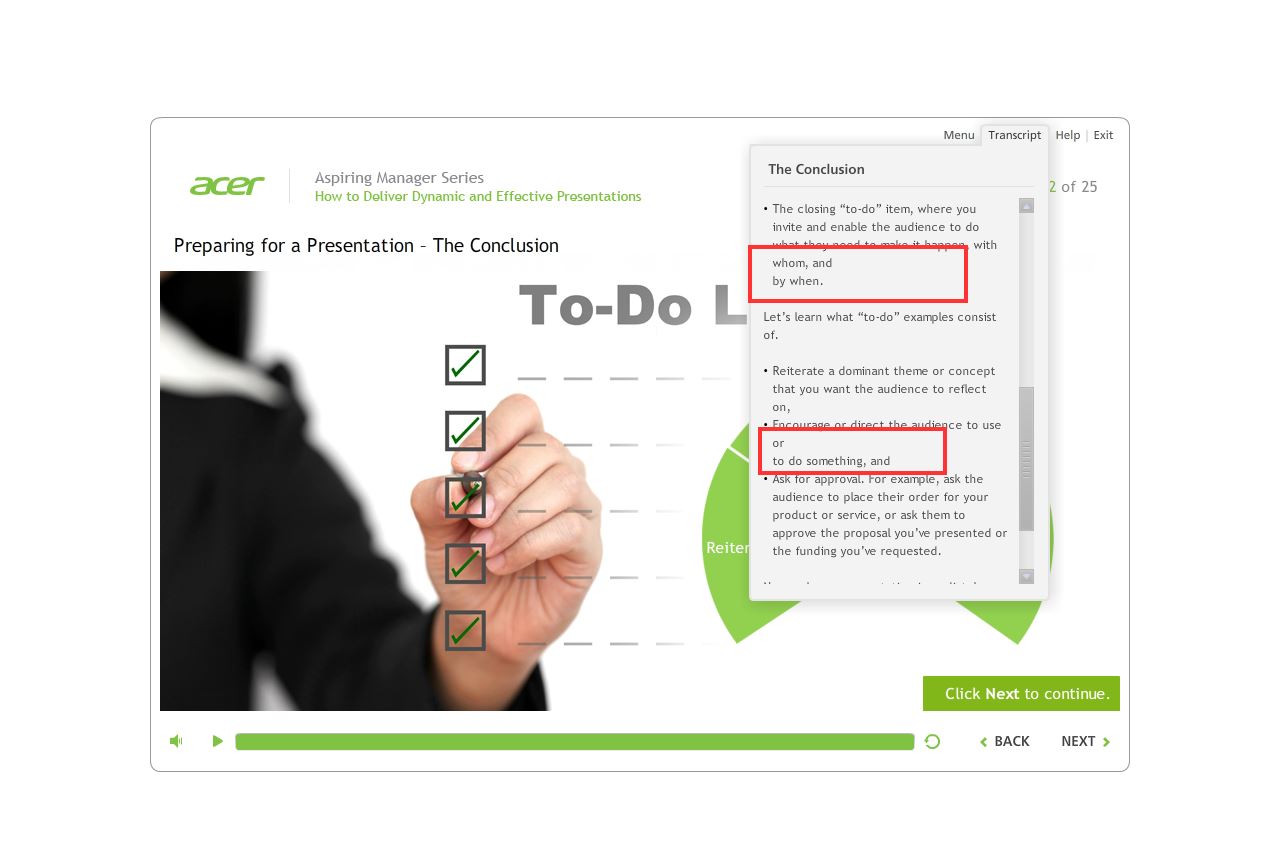 Menu
Transcript
Help
Exit
acer
Aspiring Manager Series
How to Deliver Dynamic and Effective Presentations
2 of 25
Preparing for a Presentation – The Conclusion
To-Do L
Reiter
The Conclusion
• The closing “to-do” item, where you
invite and enable the audience to do
what they need to make it happen, with
whom, and
by when.
Let’s learn what “to-do” examples consist
of.
• Reiterate a dominant theme or concept
that you want the audience to reflect
on,
• Encourage or direct the audience to use
or
to do something, and
• Ask for approval. For example, ask the
audience to place their order for your
product or service, or ask them to
approve the proposal you’ve presented or
the funding you’ve requested.
Click Next to continue.
BACK
NEXT